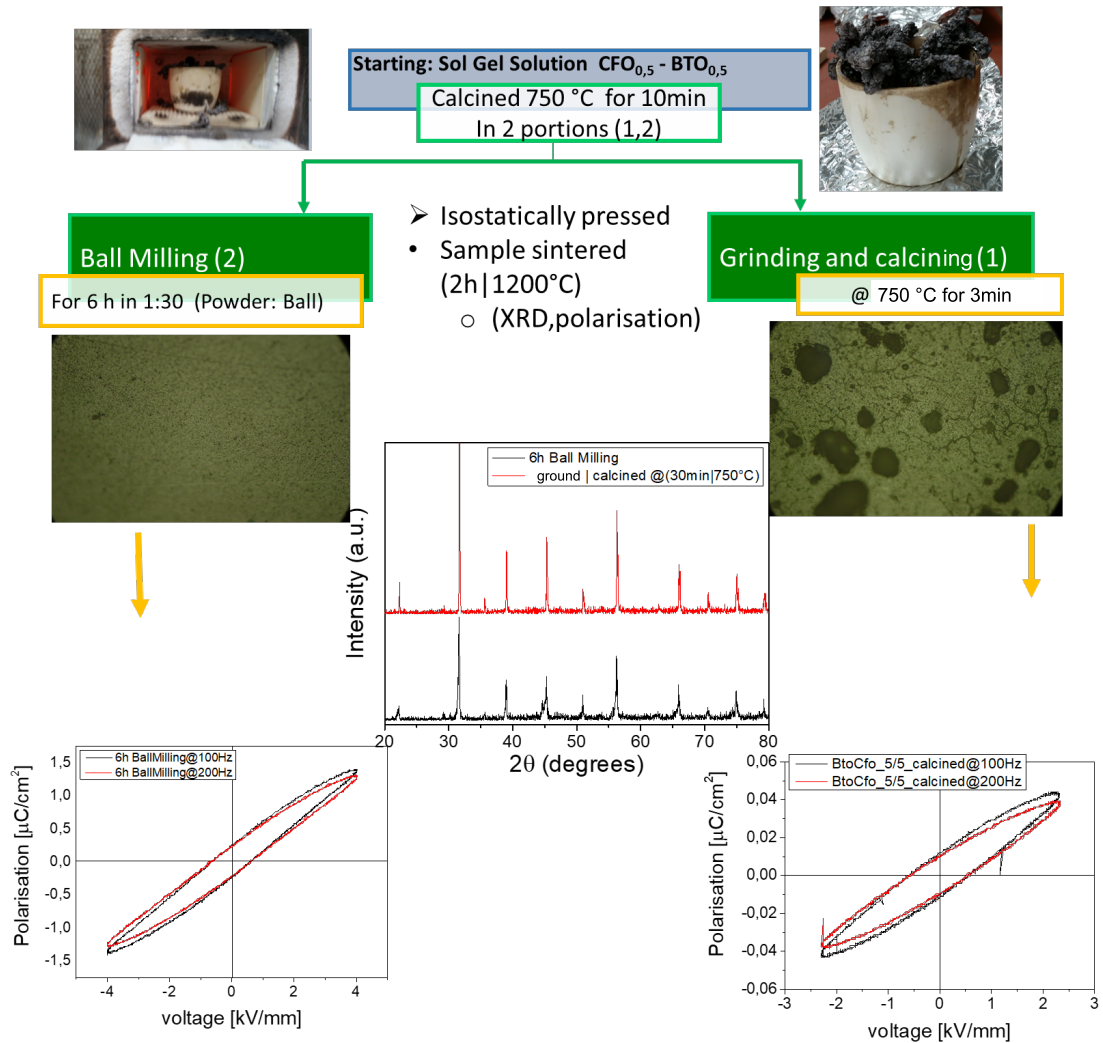 Starting: Sol Gel Solution CFO0,5 - BTO0,5
Calcined 750 °C for 10min
In 2 portions (1,2)
Ball Milling (2)
For 6 h in 1:30 (Powder: Ball)
➢ Isostatically pressed
• Sample sintered
(2h|1200°C)
o (XRD,polarisation)
Grinding and calcining (1)
@ 750 °C for 3min
6h Ball Milling
ground | calcined @(30min|750°C)
Intensity (a.u.)
20 30 40 50 60 70 80
2θ (degrees)
6h BallMilling@100Hz
6h BallMilling@200Hz
Polarisation [µC/cm²]
1,5
1,0
0,5
0,0
-0,5
-1,0
-1,5
-4 -2 0 2 4
voltage [kV/mm]
BtoCfo_5/5_calcined@100Hz
BtoCfo_5/5_calcined@200Hz
Polarisation [µC/cm²]
0,06
0,04
0,02
0,00
-0,02
-0,04
-0,06
-3 -2 -1 0 1 2 3
voltage [kV/mm]